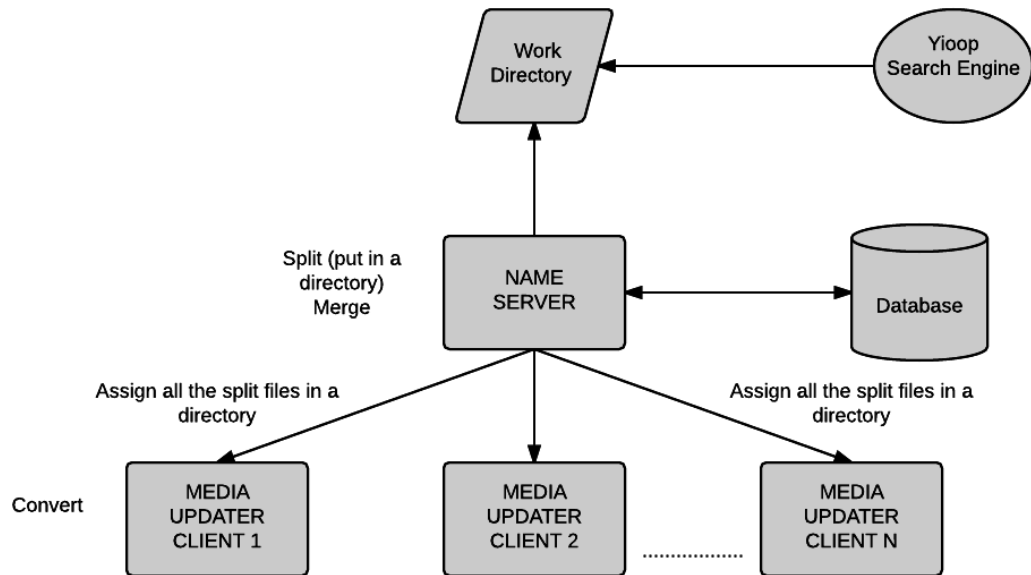 Work
Directory
Yioop
Search Engine
Split (put in a
directory)
Merge
NAME
SERVER
Database
Assign all the split files in a
directory
Assign all the split files in a
directory
Convert
MEDIA
UPDATER
CLIENT 1
MEDIA
UPDATER
CLIENT 2
MEDIA
UPDATER
CLIENT N